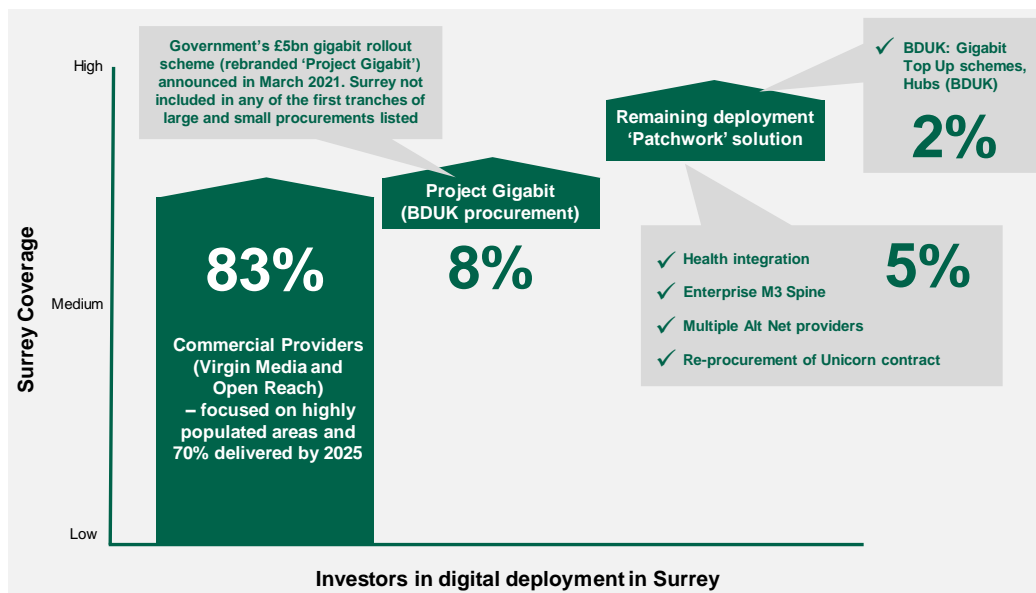 Government's £5bn gigabit rollout
scheme (rebranded 'Project Gigabit')
announced in March 2021. Surrey not
included in any of the first tranches of
large and small procurements listed
✓ BDUK: Gigabit
Top Up schemes,
Hubs (BDUK)
2%
High
Remaining deployment
'Patchwork' solution
Project Gigabit
(BDUK procurement)
8%
83%
Commercial Providers
(Virgin Media and
Open Reach)
– focused on highly
populated areas and
70% delivered by 2025
5%
✓ Health integration
✓ Enterprise M3 Spine
✓ Multiple Alt Net providers
✓ Re-procurement of Unicorn contract
Surrey Coverage
Medium
Low
Investors in digital deployment in Surrey